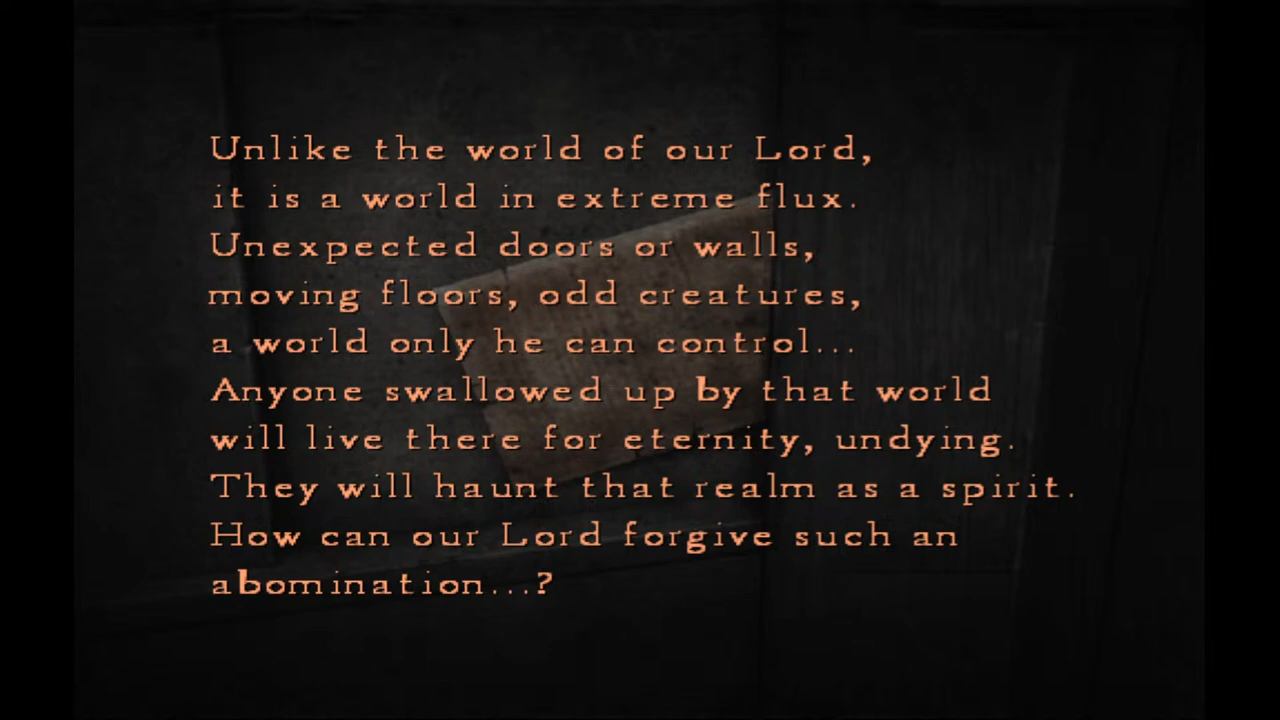 Unlike the world of our Lord,
it is a world in extreme flux.
Unexpected doors or walls,
moving floors, odd creatures,
a world only he can control...
Anyone swallowed up by that world
will live there for eternity, undying.
They will haunt that realm as a spirit.
How can our Lord forgive such an
abomination...?